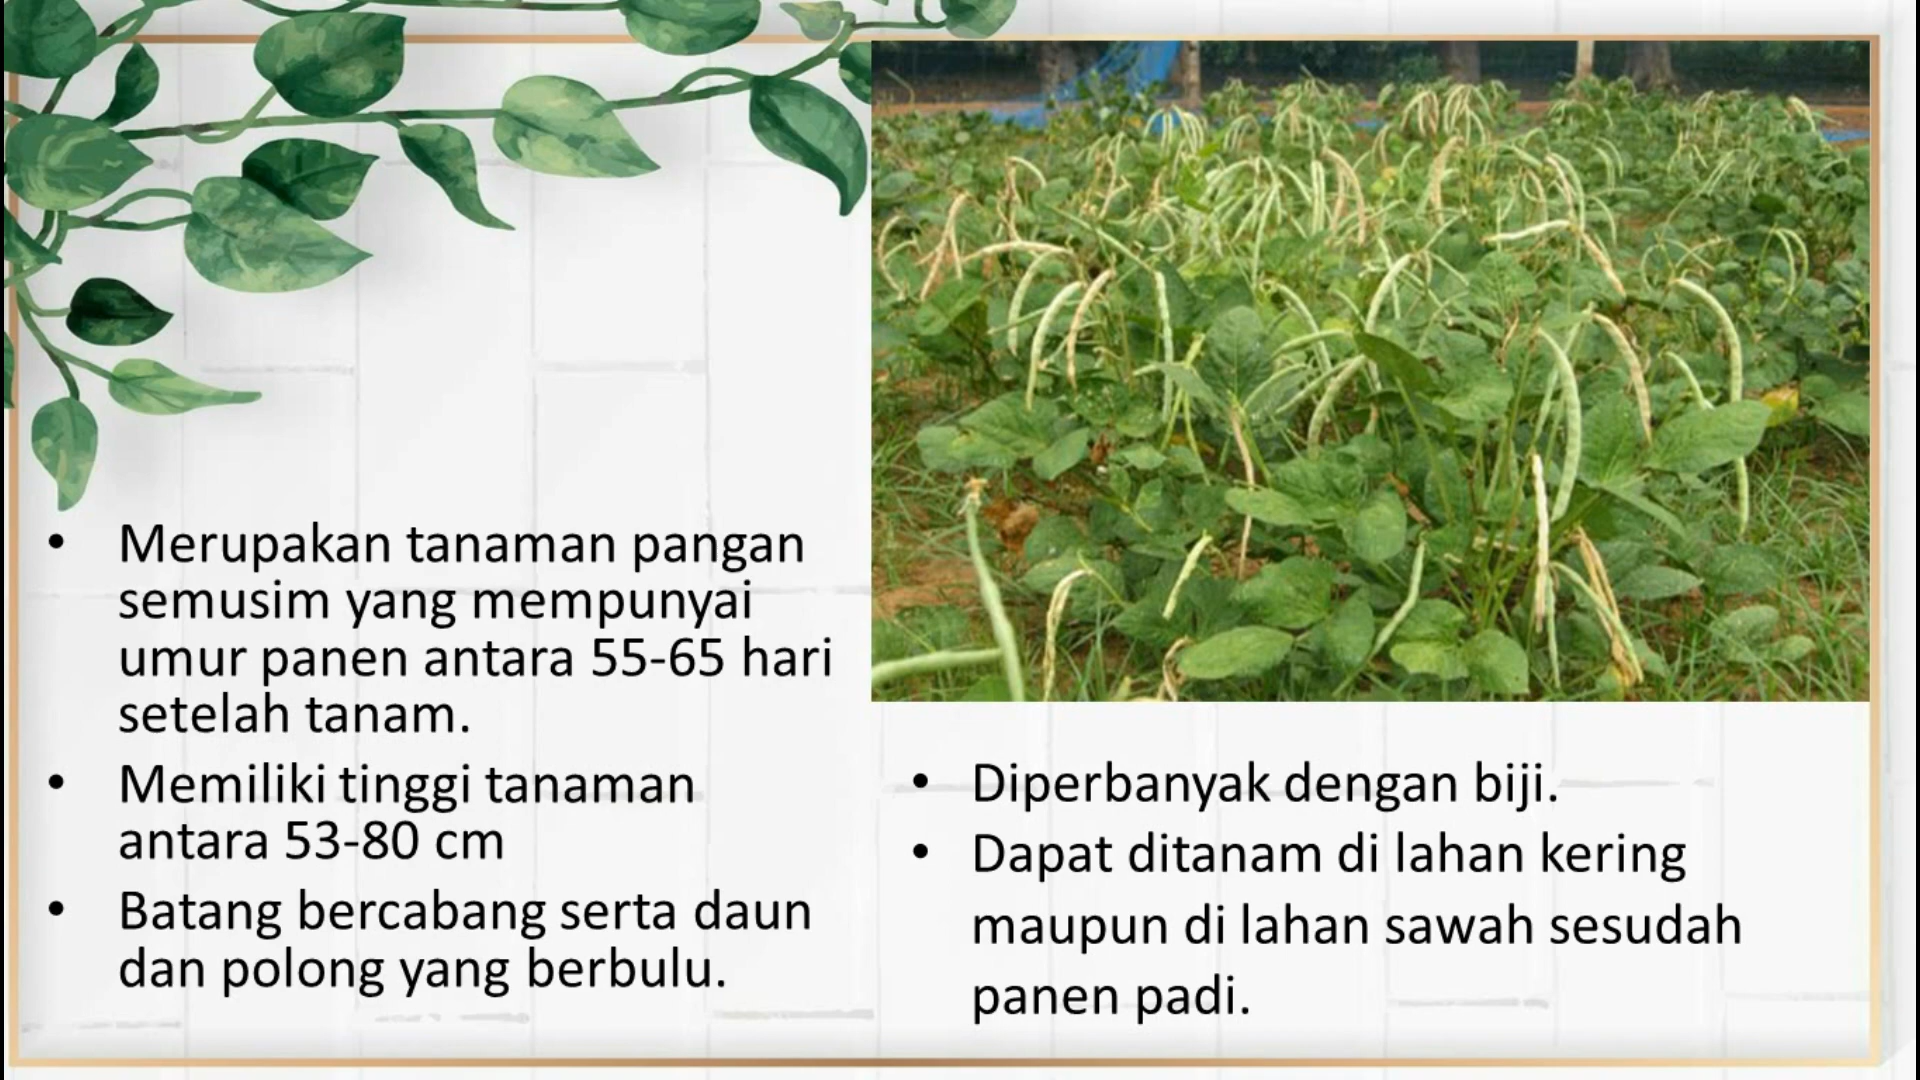 • Merupakan tanaman pangan
semusim yang mempunyai
umur panen antara 55-65 hari
setelah tanam.
• Memiliki tinggi tanaman
antara 53-80 cm
• Batang bercabang serta daun
dan polong yang berbulu.
• Diperbanyak dengan biji.
• Dapat ditanam di lahan kering
maupun di lahan sawah sesudah
panen padi.